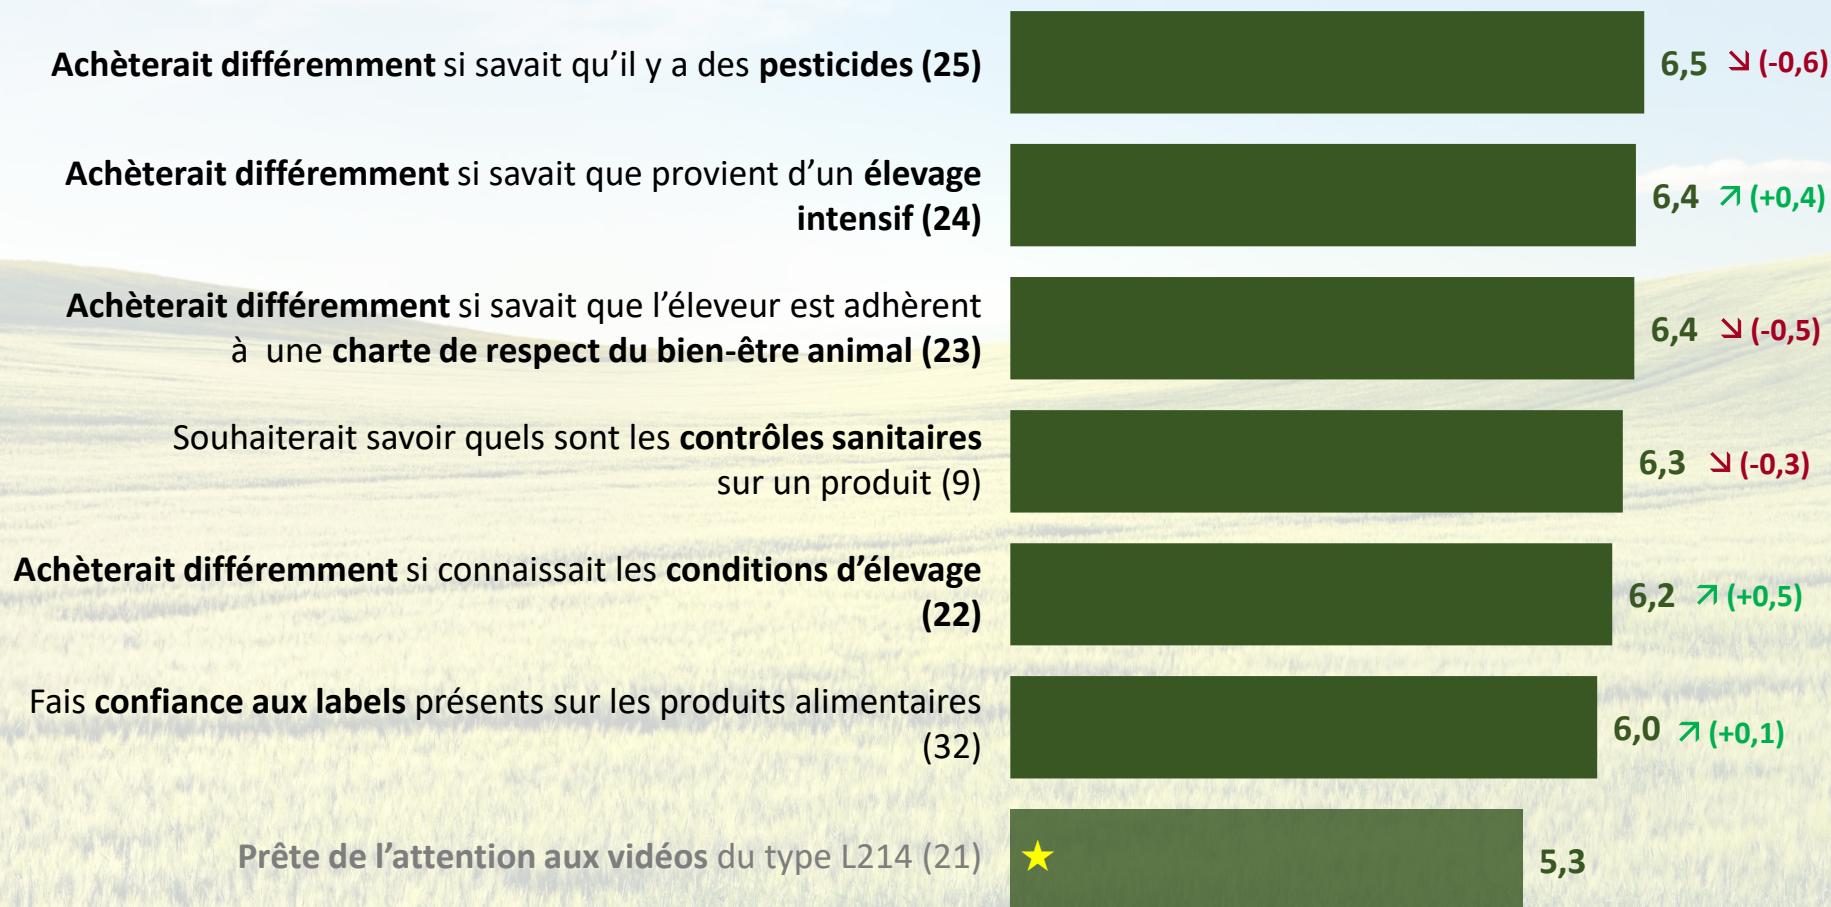 Achèterait différemment si savait qu'il y a des pesticides (25)
6,5 ↘ (-0,6)
Achèterait différemment si savait que provient d'un élevage
intensif (24)
6,4 ↗ (+0,4)
Achèterait différemment si savait que l'éleveur est adhèrent
à une charte de respect du bien-être animal (23)
6,4 ↘ (-0,5)
Souhaiterait savoir quels sont les contrôles sanitaires
sur un produit (9)
6,3 ↘ (-0,3)
Achèterait différemment si connaissait les conditions d'élevage
(22)
6,2 ↗ (+0,5)
Fais confiance aux labels présents sur les produits alimentaires
(32)
6,0 ↗ (+0,1)
Prête de l'attention aux vidéos du type L214 (21)
5,3